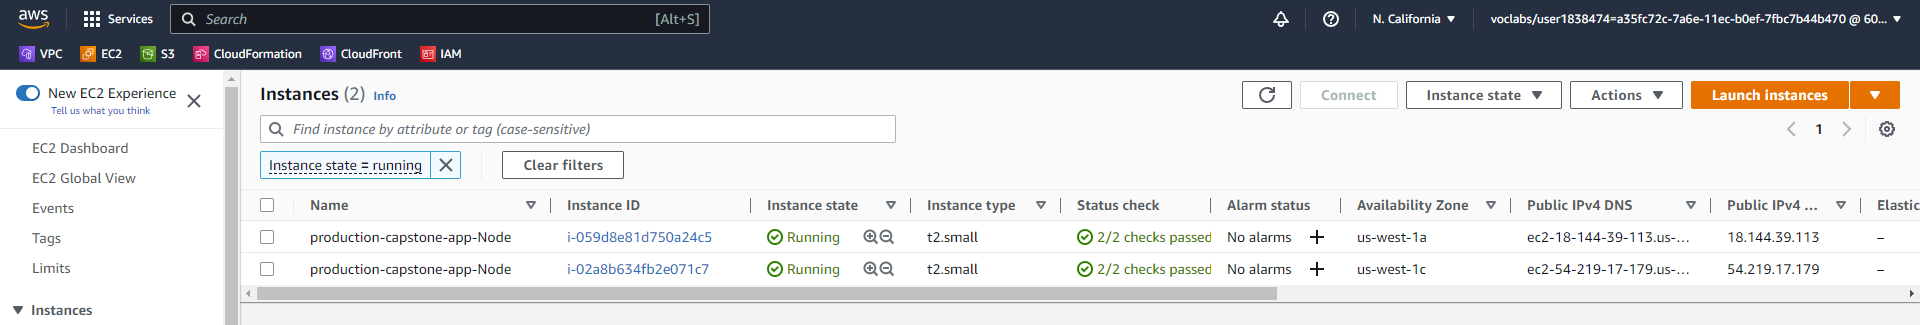 aws Services Search [Alt+S] N. California voclabs/user1838474=a35fc72c-7a6e-11ec-b0ef-7fbc7b44b470 @ 60...
VPC EC2 S3 CloudFormation CloudFront IAM
New EC2 Experience
Tell us what you think
EC2 Dashboard
EC2 Global View
Events
Tags
Limits
Instances
Instances (2) Info Connect Instance state Actions Launch instances
Find instance by attribute or tag (case-sensitive) 1
Instance state = running Clear filters
Name Instance ID Instance state Instance type Status check Alarm status Availability Zone Public IPv4 DNS Public IPv4 ... Elastic
production-capstone-app-Node i-059d8e81d750a24c5 Running t2.small 2/2 checks passed No alarms us-west-1a ec2-18-144-39-113.us-... 18.144.39.113 –
production-capstone-app-Node i-02a8b634fb2e071c7 Running t2.small 2/2 checks passed No alarms us-west-1c ec2-54-219-17-179.us-... 54.219.17.179 –